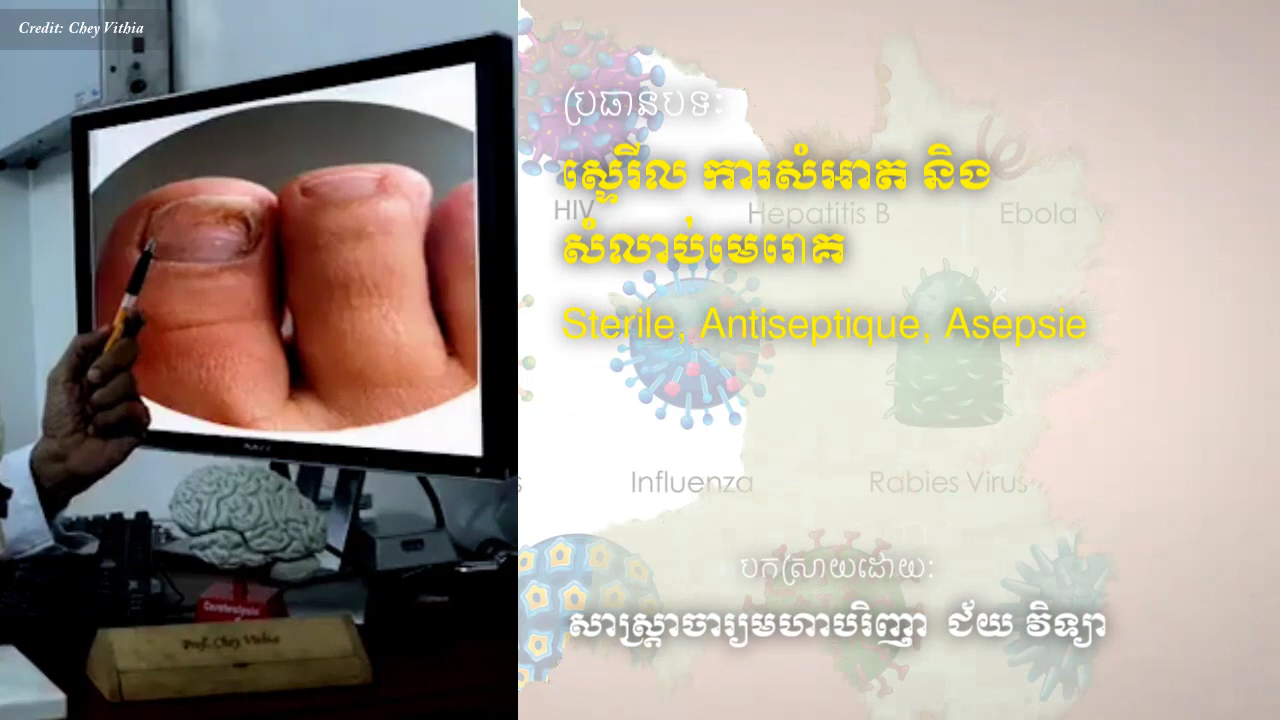 Credit: Chey Vithia
ប្រធានបទៈ
ស្ទើរីល ការសំអាត និង
សំលាប់មេរោគ
Sterile, Antiseptique, Asepsie
HIV
Hepatitis B
Ebola v
Influenza
Rabies Virus
បកស្រាយដោយៈ
សាស្ត្រាចារ្យមហាបរិញ្ញា ជ័យ វិទ្យា
Cerebrolysin
Prof. Chey Vithia